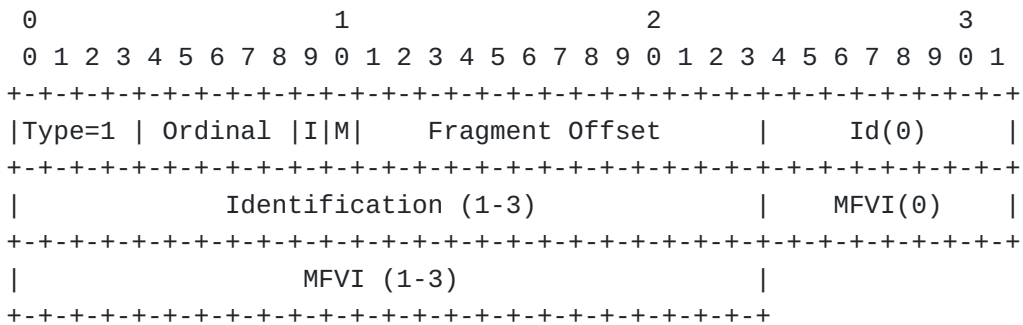 0                   1                   2                   3
 0 1 2 3 4 5 6 7 8 9 0 1 2 3 4 5 6 7 8 9 0 1 2 3 4 5 6 7 8 9 0 1
+-+-+-+-+-+-+-+-+-+-+-+-+-+-+-+-+-+-+-+-+-+-+-+-+-+-+-+-+-+-+-+-+
|Type=1 | Ordinal |I|M|    Fragment Offset      |     Id(0)     |
+-+-+-+-+-+-+-+-+-+-+-+-+-+-+-+-+-+-+-+-+-+-+-+-+-+-+-+-+-+-+-+-+
|             Identification (1-3)              |    MFVI(0)    |
+-+-+-+-+-+-+-+-+-+-+-+-+-+-+-+-+-+-+-+-+-+-+-+-+-+-+-+-+-+-+-+-+
|                  MFVI (1-3)                   |
+-+-+-+-+-+-+-+-+-+-+-+-+-+-+-+-+-+-+-+-+-+-+-+-+